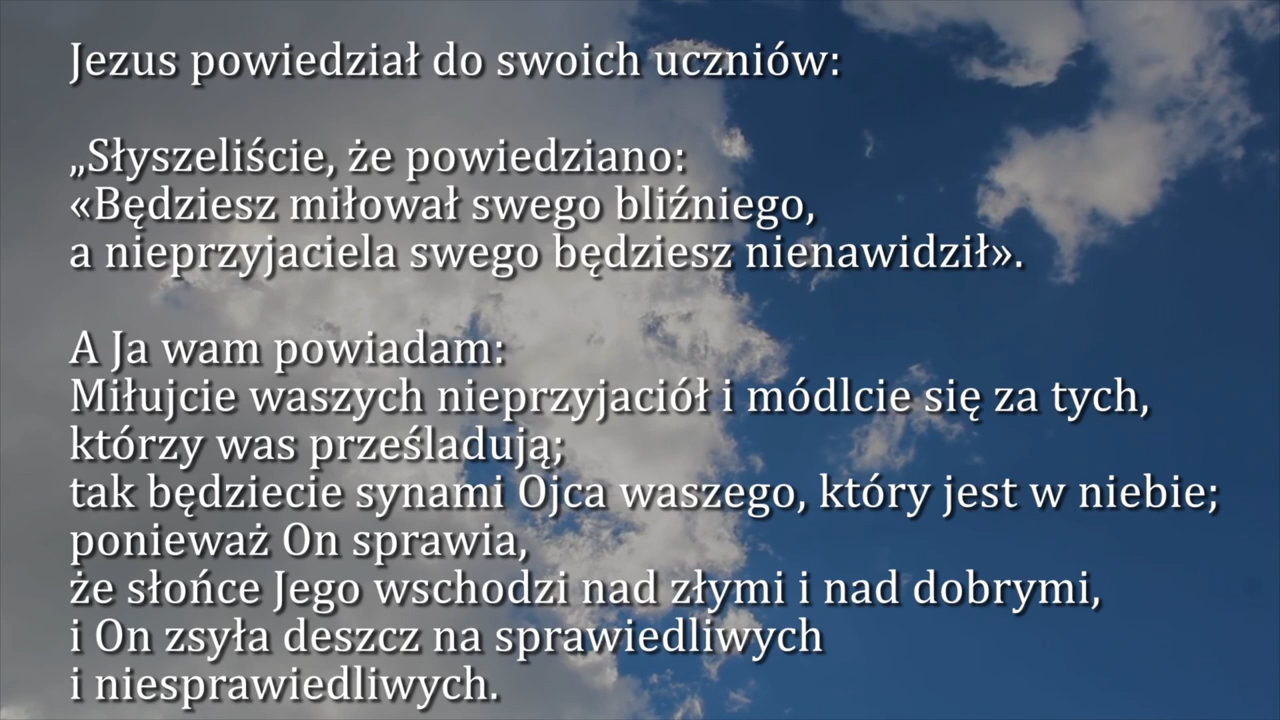 Jezus powiedział do swoich uczniów:
„Słyszeliście, że powiedziano:
«Będziesz miłował swego bliźniego,
a nieprzyjaciela swego będziesz nienawidził».
A Ja wam powiadam:
Miłujcie waszych nieprzyjaciół i módlcie się za tych,
którzy was prześladują;
tak będziecie synami Ojca waszego, który jest w niebie;
ponieważ On sprawia,
że słońce Jego wschodzi nad złymi i nad dobrymi,
i On zsyła deszcz na sprawiedliwych
i niesprawiedliwych.